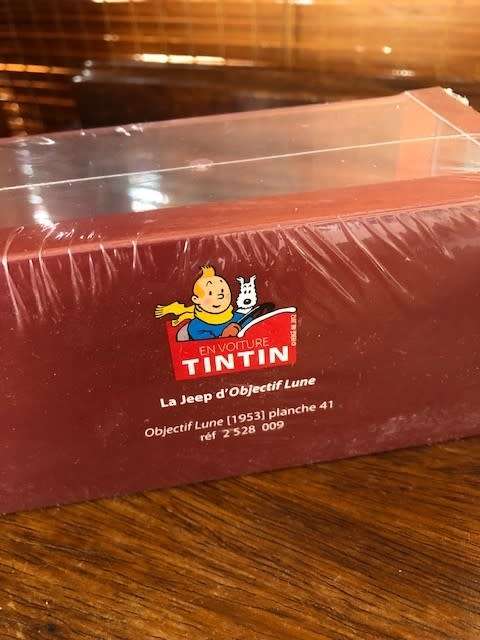 EN VOITURE
TINTIN
La Jeep d'Objectif Lune
Objectif Lune [1953] planche 41
réf 2 528 009